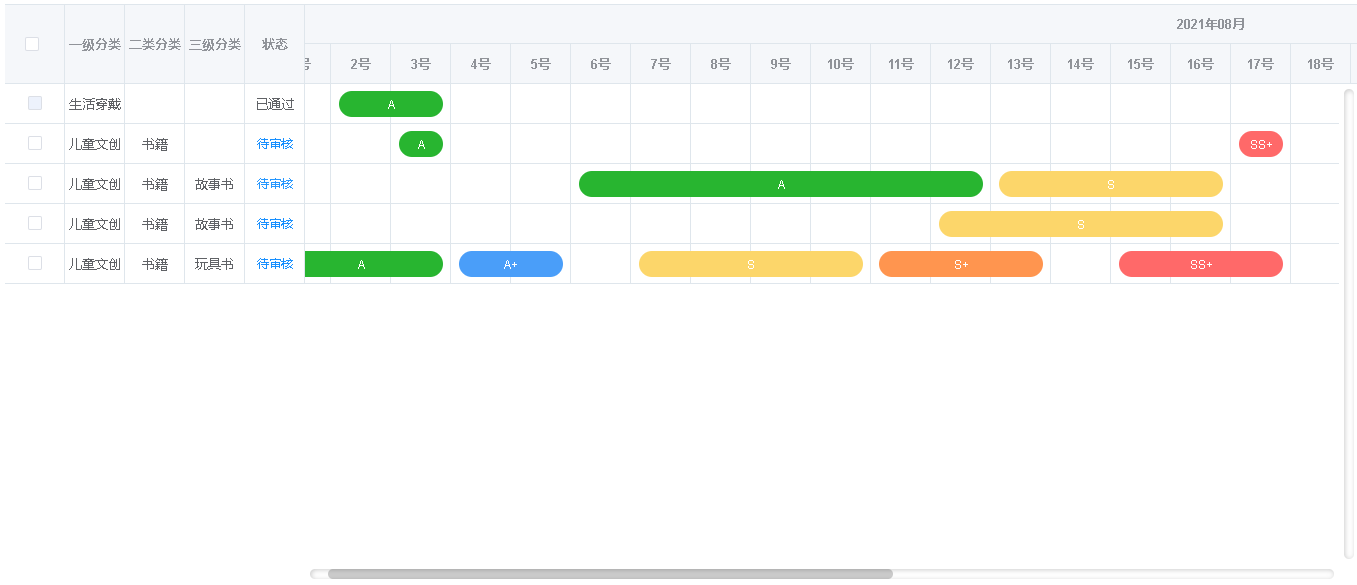 一级分类 二类分类 三级分类 状态 2021年08月
号 2号 3号 4号 5号 6号 7号 8号 9号 10号 11号 12号 13号 14号 15号 16号 17号 18号
生活穿戴 已通过 A
儿童文创 书籍 待审核 A SS+
儿童文创 书籍 故事书 待审核 A S
儿童文创 书籍 故事书 待审核 S
儿童文创 书籍 玩具书 待审核 A A+ S S+ SS+